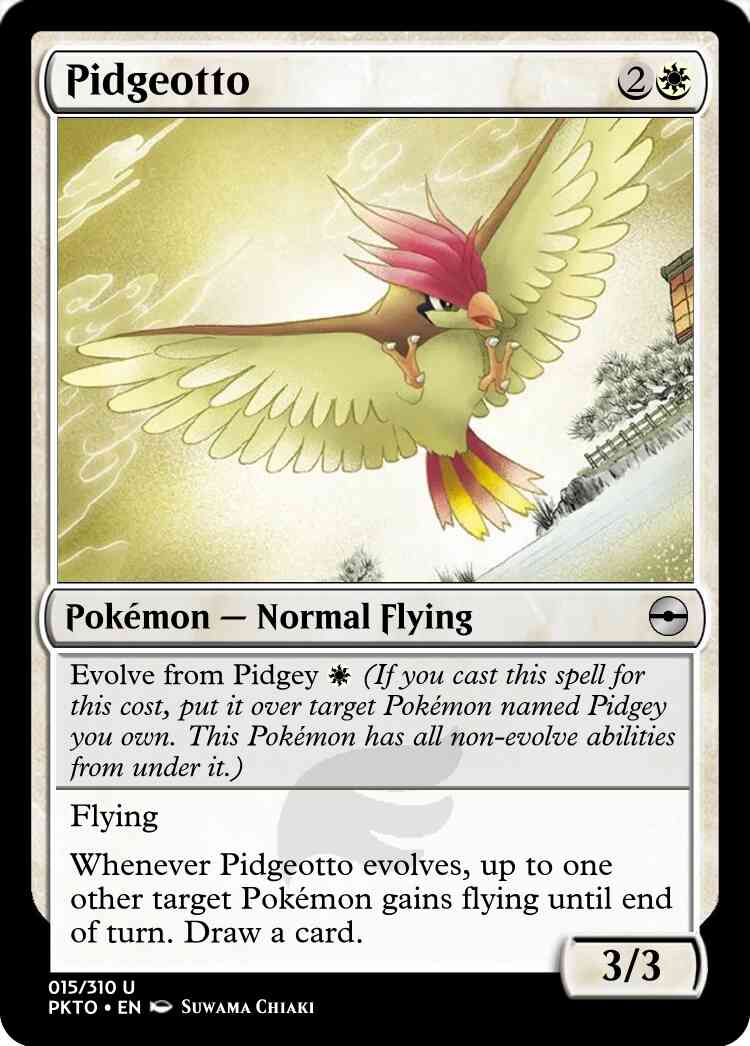 Pidgeotto 2
Pokémon — Normal Flying
Evolve from Pidgey (If you cast this spell for
this cost, put it over target Pokémon named Pidgey
you own. This Pokémon has all non-evolve abilities
from under it.)
Flying
Whenever Pidgeotto evolves, up to one
other target Pokémon gains flying until end
of turn. Draw a card.
3/3
015/310 U
PKTO • EN SUWAMA CHIAKI